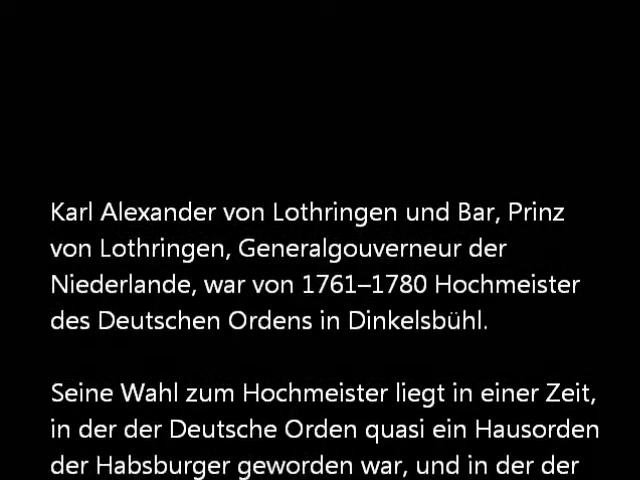 Karl Alexander von Lothringen und Bar, Prinz
von Lothringen, Generalgouverneur der
Niederlande, war von 1761–1780 Hochmeister
des Deutschen Ordens in Dinkelsbühl.
Seine Wahl zum Hochmeister liegt in einer Zeit,
in der der Deutsche Orden quasi ein Hausorden
der Habsburger geworden war, und in der der